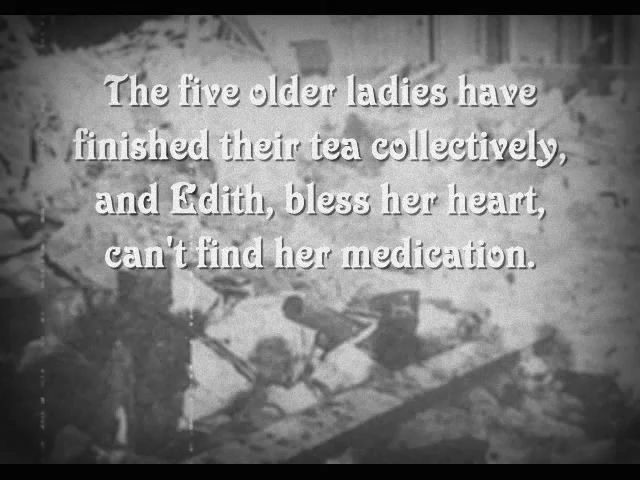 The five older ladies have
finished their tea collectively,
and Edith, bless her heart,
can't find her medication.